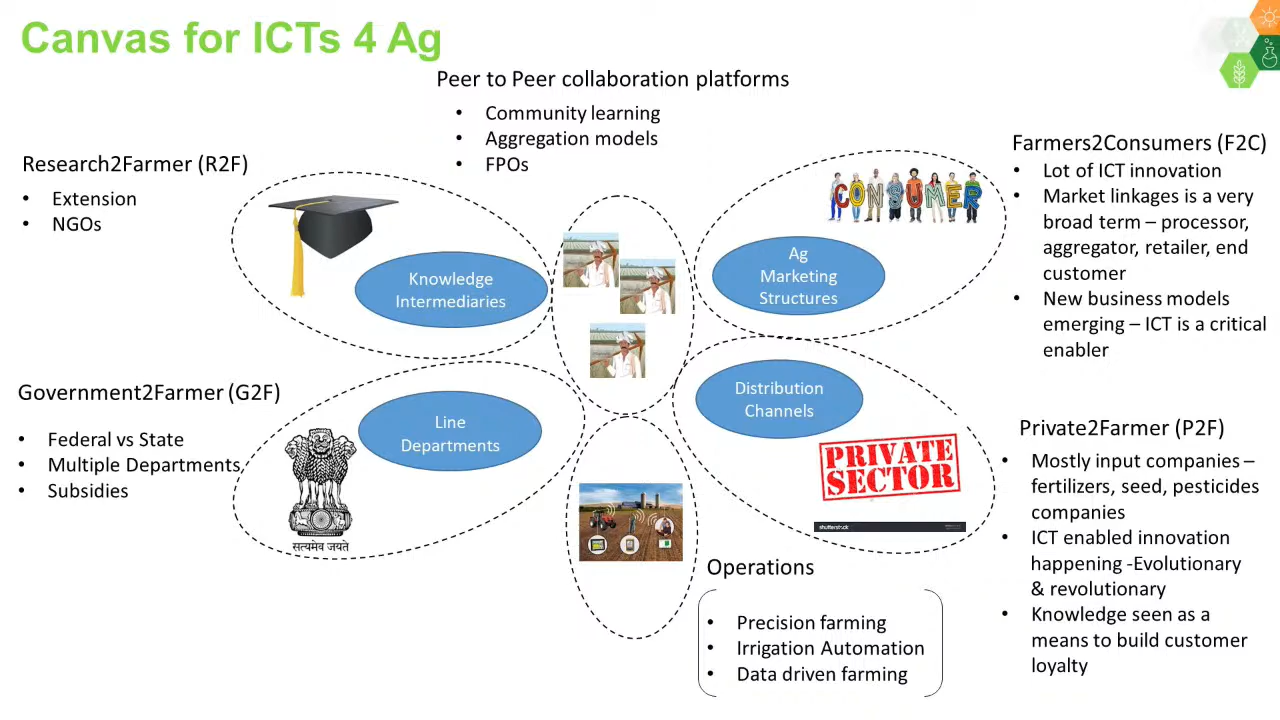 Canvas for ICTs 4 Ag
Peer to Peer collaboration platforms
• Community learning
• Aggregation models
• FPOs
Research2Farmer (R2F)
• Extension
• NGOs
Knowledge
Intermediaries
CONSUMER
Ag
Marketing
Structures
Farmers2Consumers (F2C)
• Lot of ICT innovation
• Market linkages is a very
broad term – processor,
aggregator, retailer, end
customer
• New business models
emerging – ICT is a critical
enabler
Government2Farmer (G2F)
• Federal vs State
• Multiple Departments
• Subsidies
Line
Departments
सत्यमेव जयते
Distribution
Channels
PRIVATE
SECTOR
shutterstock
Private2Farmer (P2F)
• Mostly input companies –
fertilizers, seed, pesticides
companies
• ICT enabled innovation
happening -Evolutionary
& revolutionary
• Knowledge seen as a
means to build customer
loyalty
Operations
• Precision farming
• Irrigation Automation
• Data driven farming